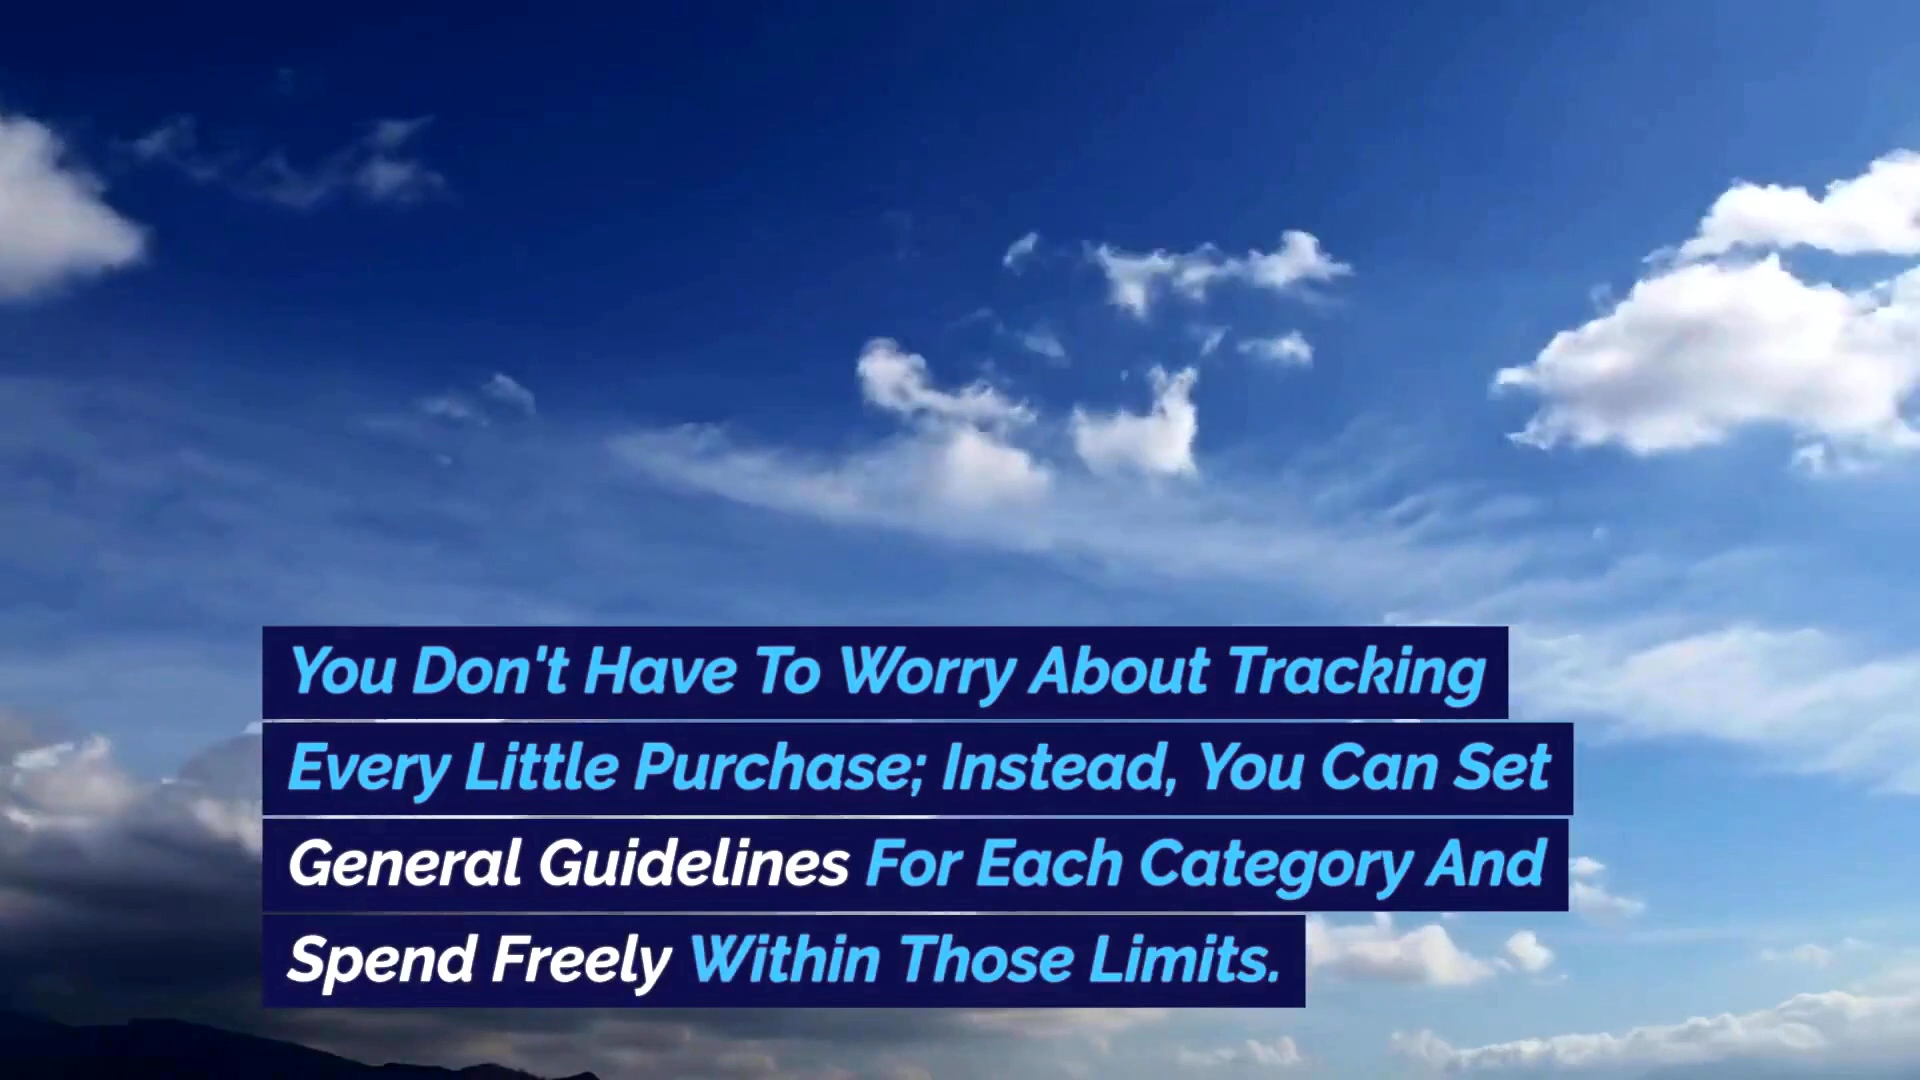 You Don't Have To Worry About Tracking
Every Little Purchase; Instead, You Can Set
General Guidelines For Each Category And
Spend Freely Within Those Limits.